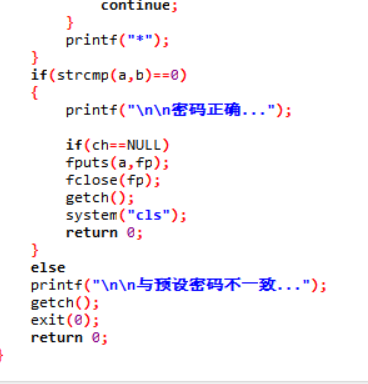 continue;
}
printf("*");
}
if(strcmp(a,b)==0)
{
printf("\n\n密码正确...");
if(ch==NULL)
fputs(a,fp);
fclose(fp);
getch();
system("cls");
return 0;
}
else
printf("\n\n与预设密码不一致...");
getch();
exit(0);
return 0;
}